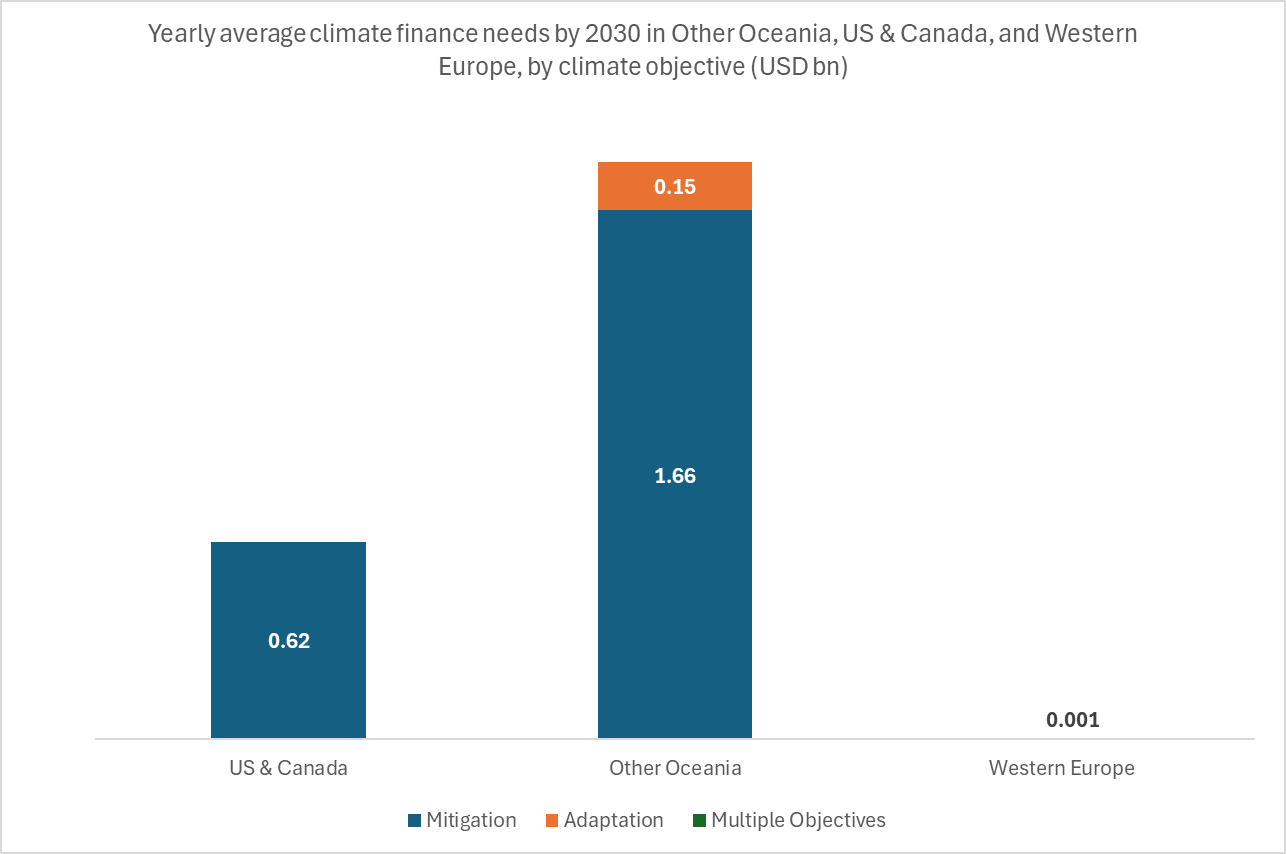 Yearly average climate finance needs by 2030 in Other Oceania, US & Canada, and Western
Europe, by climate objective (USD bn)
0.15
1.66
0.62
0.001
US & Canada
Other Oceania
Western Europe
Mitigation
Adaptation
Multiple Objectives